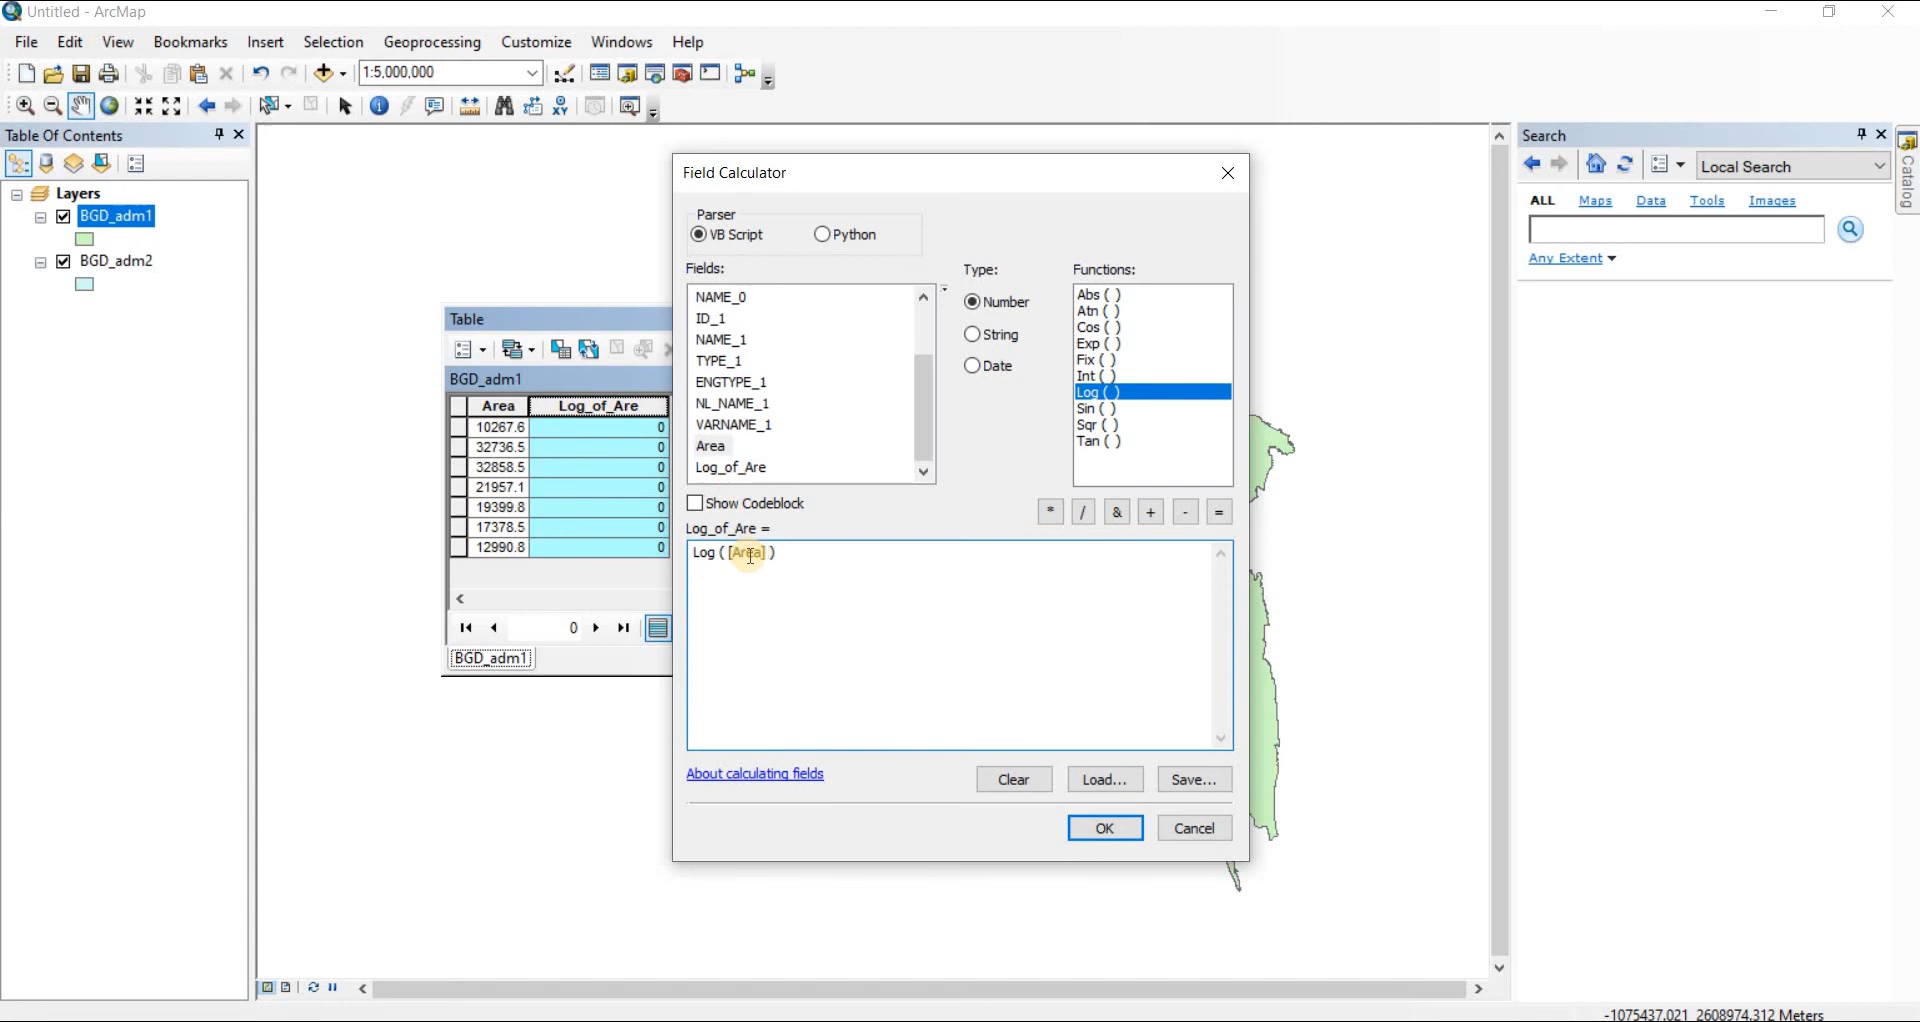 Untitled - ArcMap
File Edit View Bookmarks Insert Selection Geoprocessing Customize Windows Help
1:5,000,000
Table Of Contents
Layers
BGD_adm1
BGD_adm2
Table
BGD_adm1
Area Log_of_Are
10267.6 0
32736.5 0
32858.5 0
21957.1 0
19399.8 0
17378.5 0
12990.8 0
0
BGD_adm1
Field Calculator
Parser
VB Script Python
Fields:
NAME_0
ID_1
NAME_1
TYPE_1
ENGTYPE_1
NL_NAME_1
VARNAME_1
Area
Log_of_Are
Type:
Number
String
Date
Functions:
Abs ( )
Atn ( )
Cos ( )
Exp ( )
Fix ( )
Int ( )
Log ( )
Sin ( )
Sqr ( )
Tan ( )
Show Codeblock
* / & + - =
Log_of_Are =
Log ( [Area] )
About calculating fields
Clear Load... Save...
OK Cancel
Search
Local Search
ALL Maps Data Tools Images
Any Extent
Catalog
-1075437.021 2608974.312 Meters